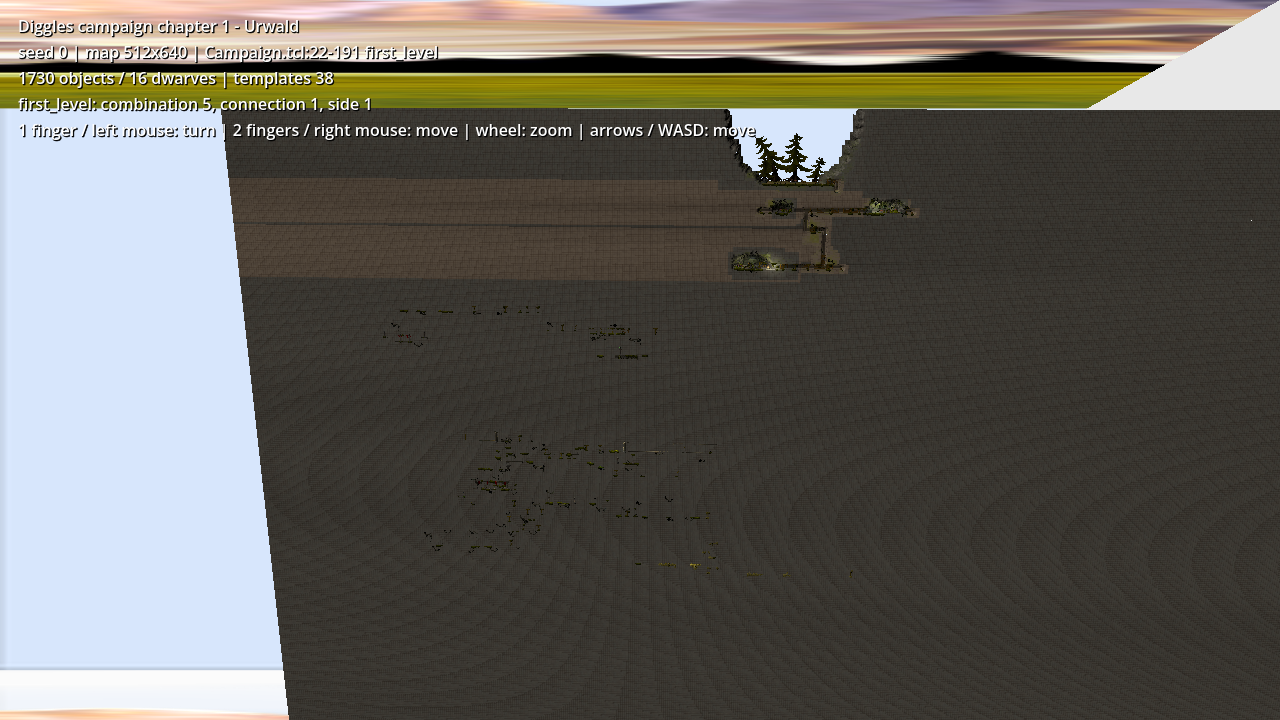 Diggles campaign chapter 1 - Urwald
seed 0 | map 512x640 | Campaign.tcl:22-191 first_level
1730 objects / 16 dwarves | templates 38
first_level: combination 5, connection 1, side 1
1 finger / left mouse: turn | 2 fingers / right mouse: move | wheel: zoom | arrows / WASD: move